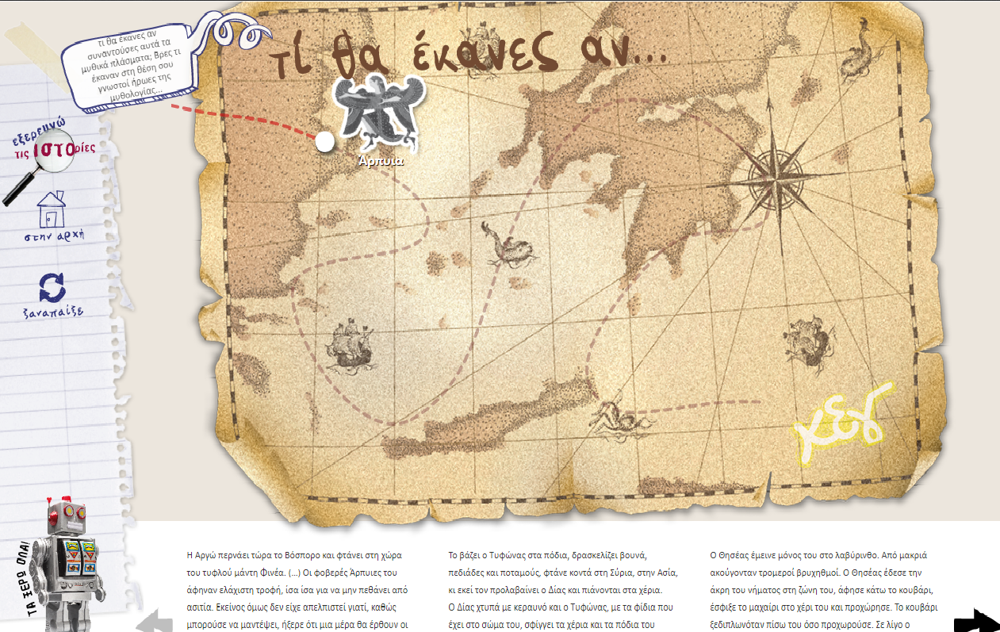 τι θα έκανες αν...
τι θα έκανες αν
συναντούσες αυτά τα
μυθικά πλάσματα; Βρες τι
έκαναν στη θέση σου
γνωστοί ήρωες της
μυθολογίας...
εξερευνώ
τις ιστορίες
στην αρχή
ξαναπαίξε
Άρπυια
κεγ
ΤΑ ΞΕΡΩ ΟΛΑ!
Η Αργώ περνάει τώρα το Βόσπορο και φτάνει στη χώρα
του τυφλού μάντη Φινέα. (...) Οι φοβερές Άρπυιες του
άφηναν ελάχιστη τροφή, ίσα ίσα για να μην πεθάνει από
ασιτία. Εκείνος όμως δεν είχε απελπιστεί γιατί, καθώς
μπορούσε να μαντέψει, ήξερε ότι μια μέρα θα έρθουν οι
Το βάζει ο Τυφώνας στα πόδια, δρασκελίζει βουνά,
πεδιάδες και ποταμούς, φτάνε κοντά στη Σύρια, στην Ασία,
κι εκεί τον προλαβαίνει ο Δίας και πιάνονται στα χέρια.
Ο Δίας χτυπά με κεραυνό και ο Τυφώνας, με τα φίδια που
έχει στο σώμα του, σφίγγει τα χέρια και τα πόδια του
Ο Θησέας έμεινε μόνος του στο λαβύρινθο. Από μακριά
ακούγονταν τρομεροί βρυχηθμοί. Ο Θησέας έδεσε την
άκρη του νήματος στη ζώνη του, άφησε κάτω το κουβάρι,
έσφιξε το μαχαίρι στο χέρι του και προχώρησε. Το κουβάρι
ξεδιπλωνόταν πίσω του όσο προχωρούσε. Σε λίγο ο